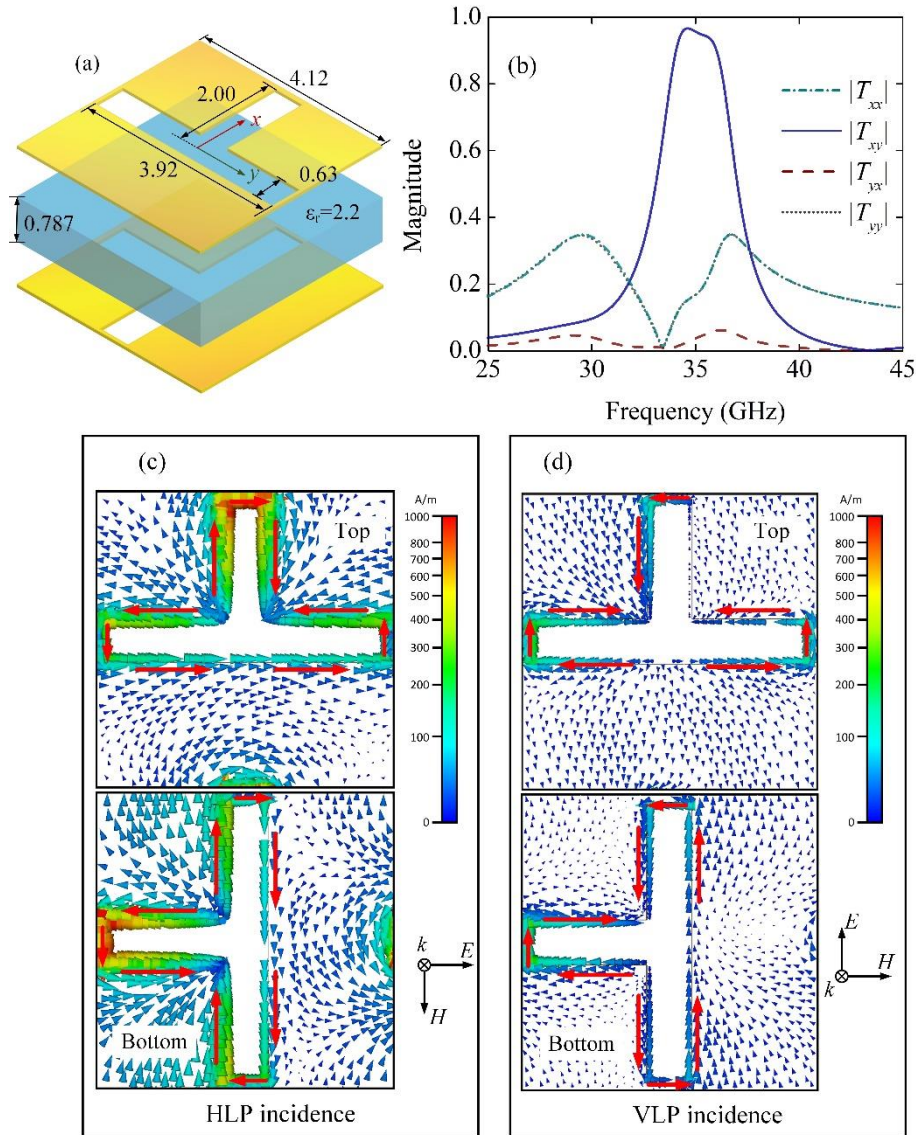 (a)
4.12
2.00
x
3.92
y
0.63
εr=2.2
0.787
(b)
1.0
0.8
0.6
0.4
0.2
0.0
Magnitude
|Txx|
|Txy|
|Tyx|
|Tyy|
25 30 35 40 45
Frequency (GHz)
(c)
Top
A/m
1000
800
700
600
500
400
300
200
100
0
Bottom
k E
H
HLP incidence
(d)
Top
A/m
1000
800
700
600
500
400
300
200
100
0
Bottom
E
k H
VLP incidence